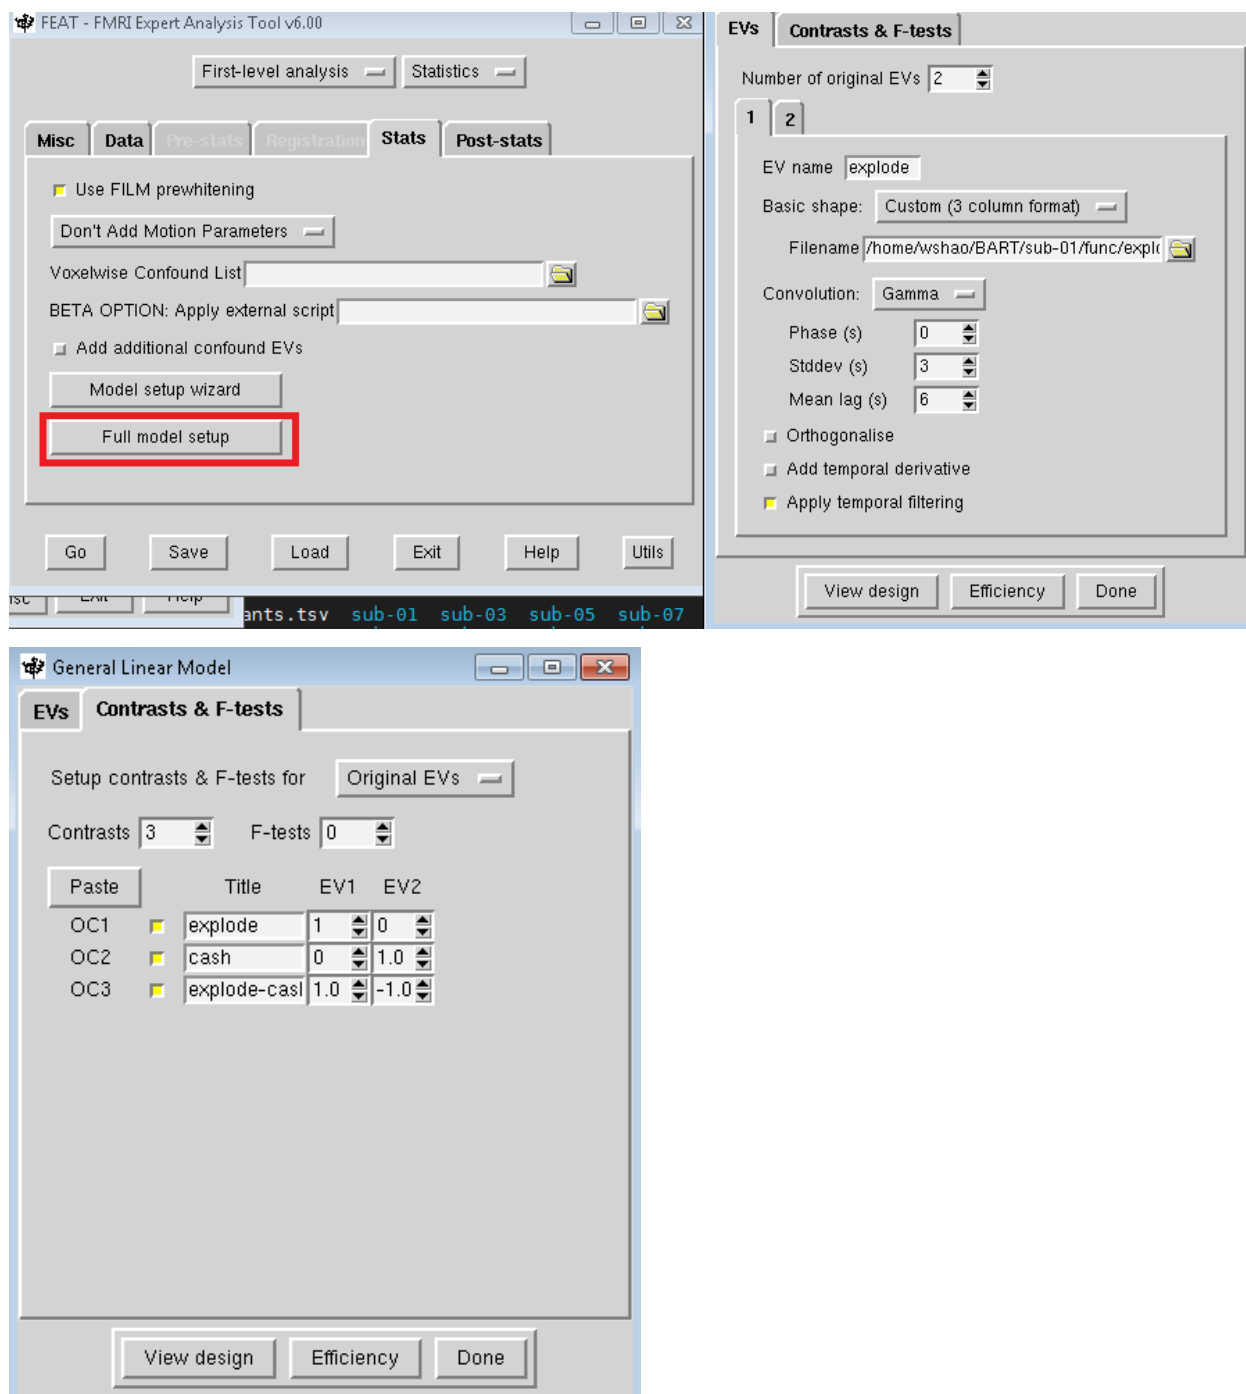 FEAT - FMRI Expert Analysis Tool v6.00
First-level analysis Statistics
Misc Data Pre-stats Registration Stats Post-stats
Use FILM prewhitening
Don't Add Motion Parameters
Voxelwise Confound List
BETA OPTION: Apply external script
Add additional confound EVs
Model setup wizard
Full model setup
Go Save Load Exit Help Utils
ants.tsv sub-01 sub-03 sub-05 sub-07
EVs Contrasts & F-tests
Number of original EVs 2
1 2
EV name explode
Basic shape: Custom (3 column format)
Filename /home/wshao/BART/sub-01/func/explo
Convolution: Gamma
Phase (s) 0
Stddev (s) 3
Mean lag (s) 6
Orthogonalise
Add temporal derivative
Apply temporal filtering
View design Efficiency Done
General Linear Model
EVs Contrasts & F-tests
Setup contrasts & F-tests for Original EVs
Contrasts 3 F-tests 0
Paste Title EV1 EV2
OC1 explode 1 0
OC2 cash 0 1.0
OC3 explode-casl 1.0 -1.0
View design Efficiency Done